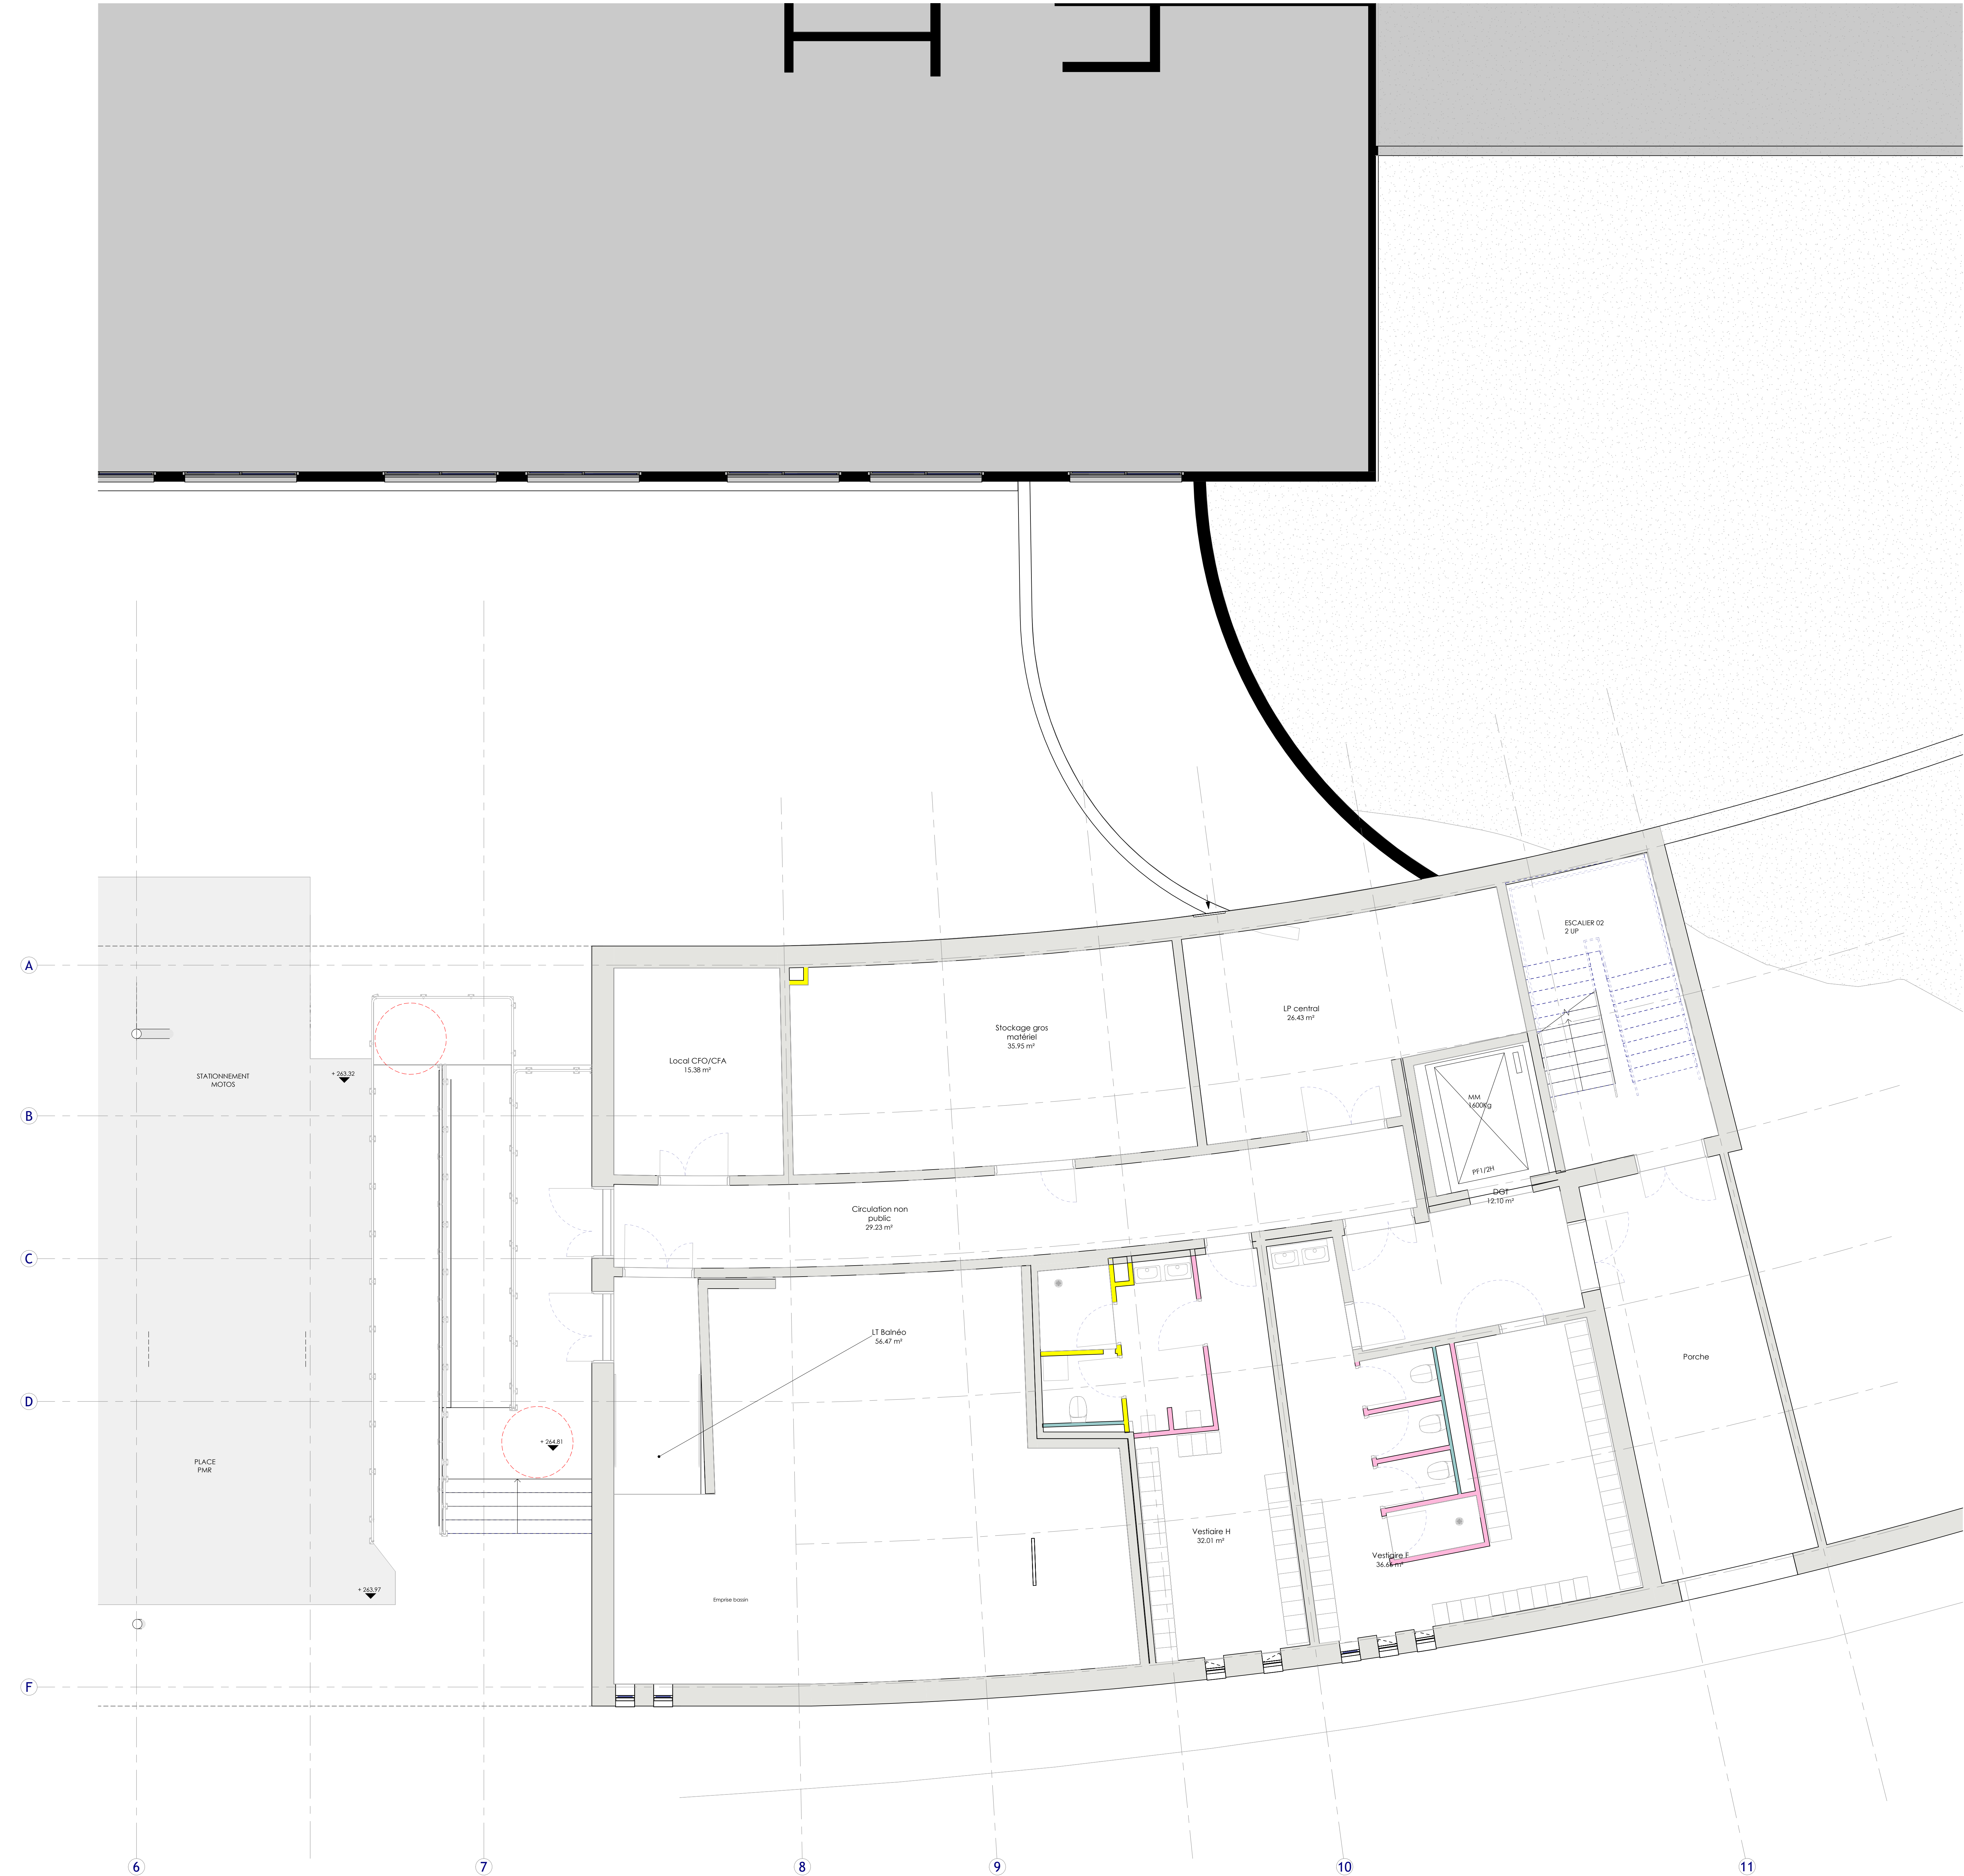 ESCALIER 02
2 UP
A
LP central
26.43 m²
Stockage gros
matériel
35.95 m²
Local CFO/CFA
15.38 m²
+ 263.32
STATIONNEMENT
MOTOS
MM
1600Kg
B
PF1/2H
DGT
12.10 m²
Circulation non
public
29.23 m²
C
LT Balnéo
56.47 m²
Porche
D
+ 264.81
PLACE
PMR
Vestiaire H
32.01 m²
Vestiaire F
+ 263.97
Emprise bassin
F
6
7
8
9
10
11